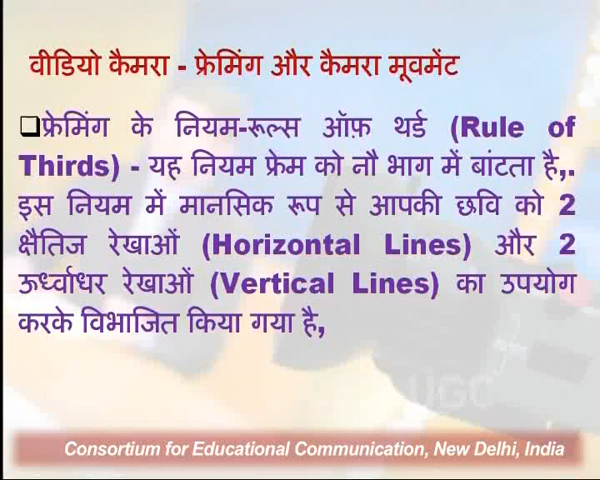 वीडियो कैमरा - फ्रेमिंग और कैमरा मूवमेंट
❑फ्रेमिंग के नियम-रूल्स ऑफ़ थर्ड (Rule of
Thirds) - यह नियम फ्रेम को नौ भाग में बांटता है,.
इस नियम में मानसिक रूप से आपकी छवि को 2
क्षैतिज रेखाओं (Horizontal Lines) और 2
ऊर्ध्वाधर रेखाओं (Vertical Lines) का उपयोग
करके विभाजित किया गया है,
UGC
Consortium for Educational Communication, New Delhi, India